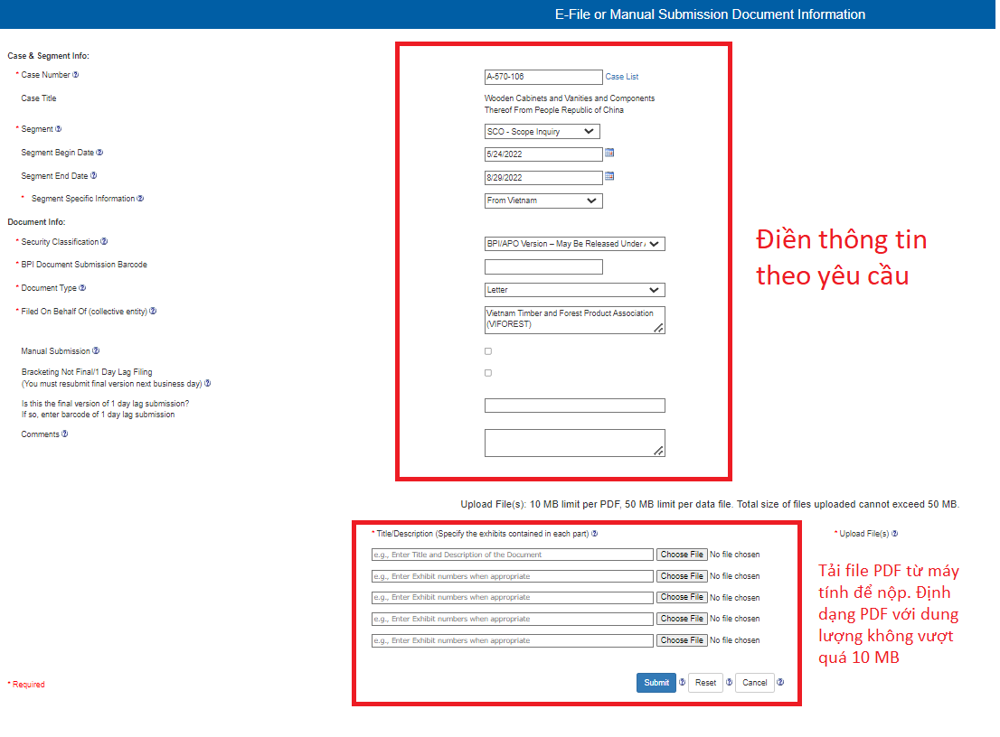 E-File or Manual Submission Document Information
Case & Segment Info:
* Case Number
A-570-106
Case List
Case Title
Wooden Cabinets and Vanities and Components
Thereof From People Republic of China
* Segment
SCO - Scope Inquiry
Segment Begin Date
5/24/2022
Segment End Date
8/29/2022
* Segment Specific Information
From Vietnam
Document Info:
* Security Classification
BPI/APO Version – May Be Released Under
* BPI Document Submission Barcode
* Document Type
Letter
* Filed On Behalf Of (collective entity)
Vietnam Timber and Forest Product Association
(VIFOREST)
Manual Submission
Bracketing Not Final/1 Day Lag Filing
(You must resubmit final version next business day)
Is this the final version of 1 day lag submission?
If so, enter barcode of 1 day lag submission
Comments
Điền thông tin
theo yêu cầu
Upload File(s): 10 MB limit per PDF, 50 MB limit per data file. Total size of files uploaded cannot exceed 50 MB.
* Title/Description (Specify the exhibits contained in each part)
* Upload File(s)
e.g., Enter Title and Description of the Document
Choose File No file chosen
e.g., Enter Exhibit numbers when appropriate
Choose File No file chosen
e.g., Enter Exhibit numbers when appropriate
Choose File No file chosen
e.g., Enter Exhibit numbers when appropriate
Choose File No file chosen
e.g., Enter Exhibit numbers when appropriate
Choose File No file chosen
Tải file PDF từ máy
tính để nộp. Định
dạng PDF với dung
lượng không vượt
quá 10 MB
* Required
Submit
Reset
Cancel